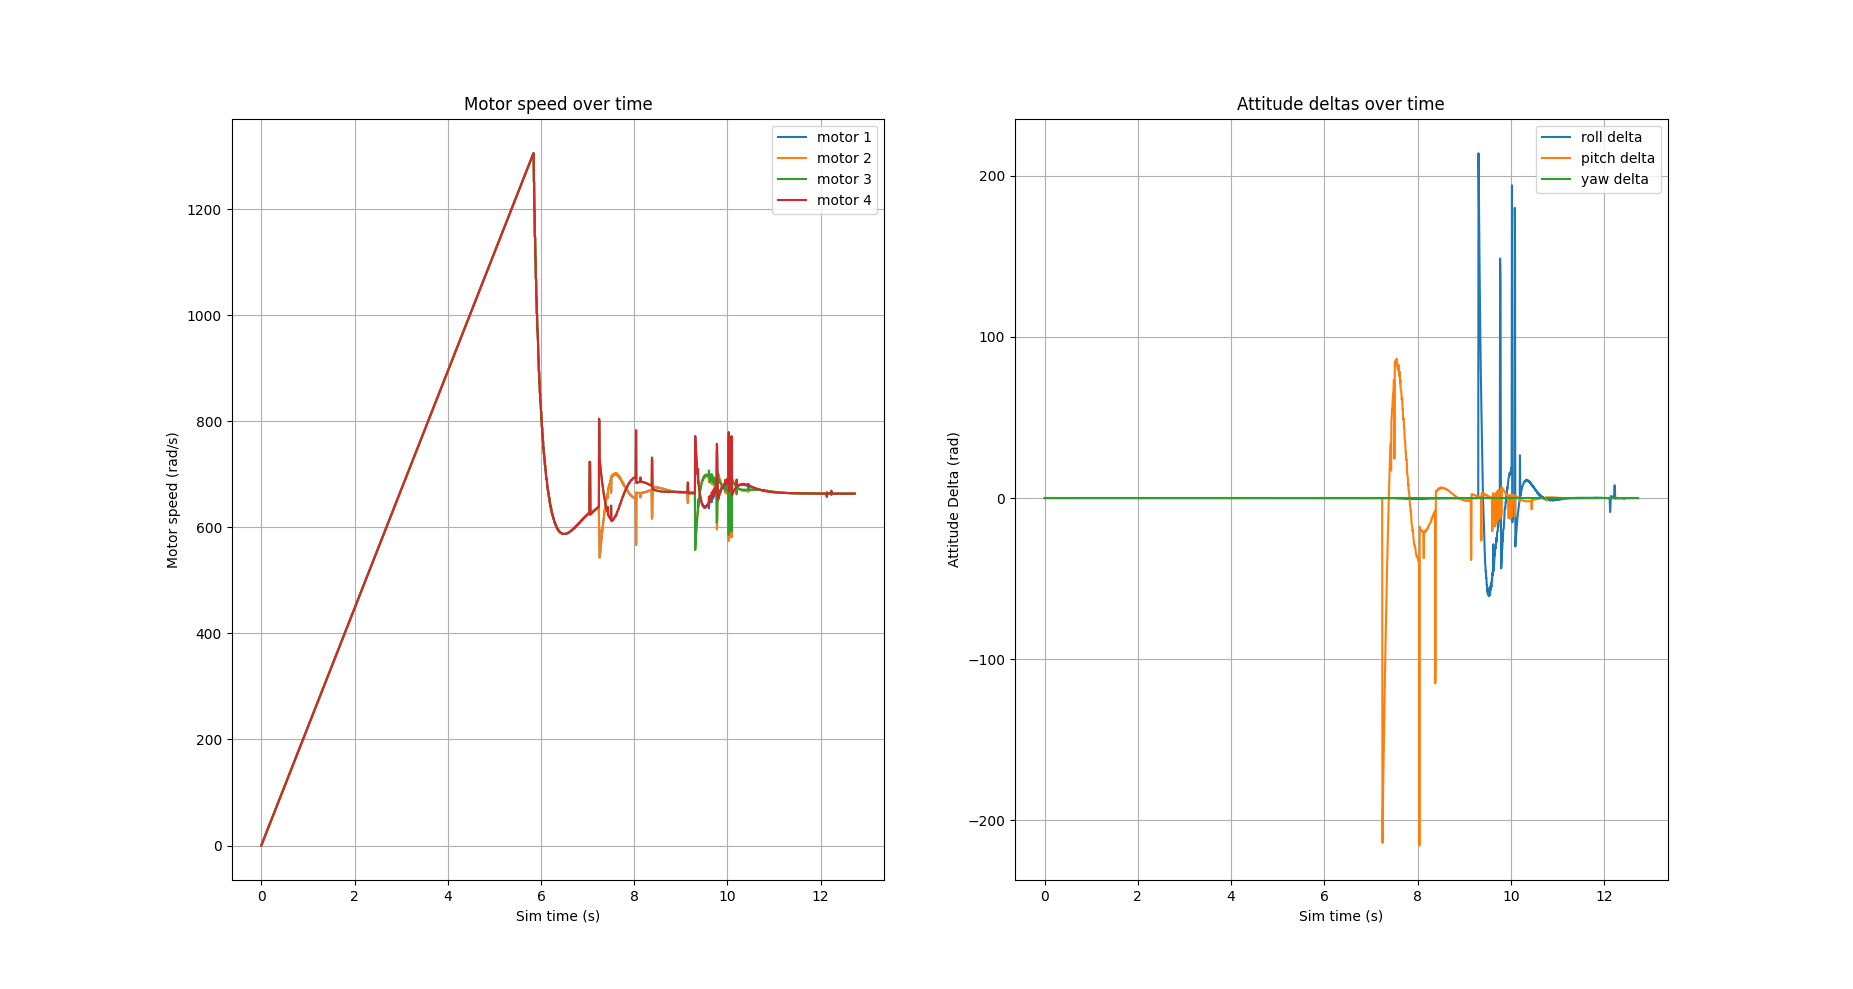 Motor speed over time
motor 1
motor 2
motor 3
motor 4
1200
1000
800
600
400
200
0
Motor speed (rad/s)
0 2 4 6 8 10 12
Sim time (s)
Attitude deltas over time
roll delta
pitch delta
yaw delta
200
100
0
−100
−200
Attitude Delta (rad)
0 2 4 6 8 10 12
Sim time (s)